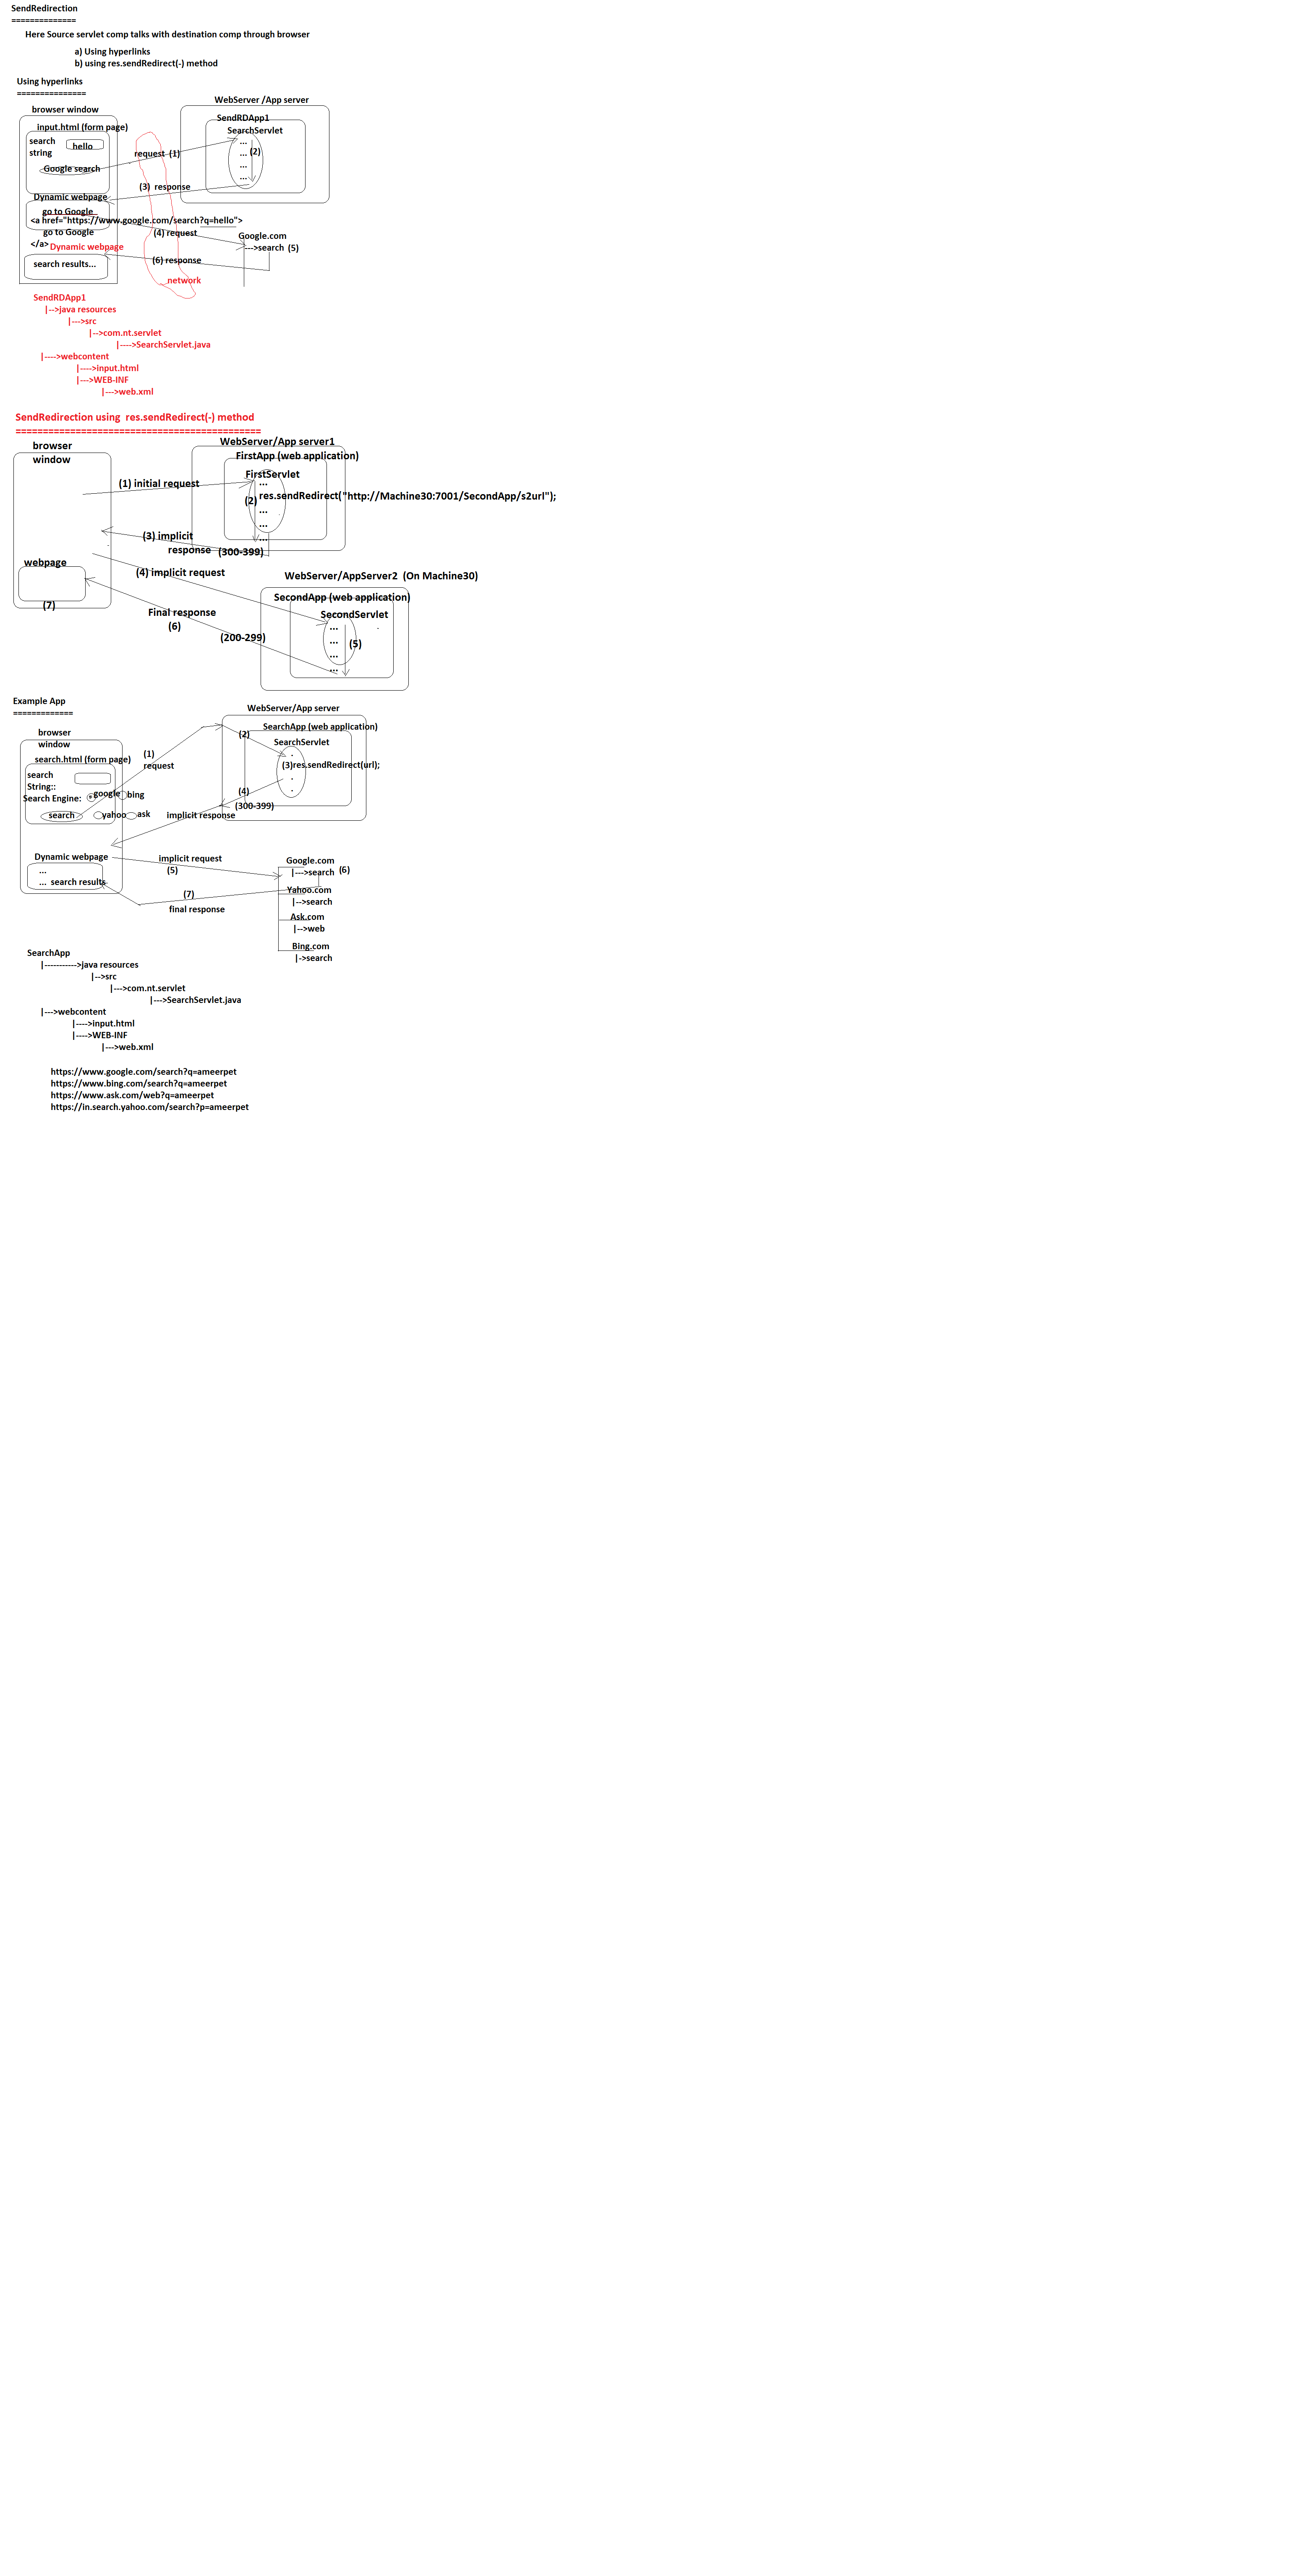 SendRedirection
==============
Here Source servlet comp talks with destination comp through browser
a) Using hyperlinks
b) using res.sendRedirect(-) method
Using hyperlinks
===============
browser window
WebServer /App server
input.html (form page)
SendRDApp1
SearchServlet
search
string
hello
...
... (2)
...
...
request (1)
Google search
(3) response
Dynamic webpage
go to Google
<a href="https://www.google.com/search?q=hello">
go to Google
</a>
(4) request
Google.com
--->search (5)
Dynamic webpage
(6) response
search results...
network
SendRDApp1
|-->java resources
|--->src
|-->com.nt.servlet
|---->SearchServlet.java
|---->webcontent
|---->input.html
|--->WEB-INF
|--->web.xml
SendRedirection using res.sendRedirect(-) method
=============================================
browser
window
WebServer/App server1
FirstApp (web application)
FirstServlet
...
(1) initial request
(2)
res.sendRedirect("http://Machine30:7001/SecondApp/s2url");
...
...
...
(3) implicit
response (300-399)
webpage
(4) implicit request
WebServer/AppServer2 (On Machine30)
SecondApp (web application)
SecondServlet
(7)
Final response
(6)
(200-299)
...
...
(5)
...
...
Example App
=============
WebServer/App server
browser
window
SearchApp (web application)
(2)
SearchServlet
search.html (form page)
(1)
request
.
search
String::
(3)res.sendRedirect(url);
.
.
Search Engine:
google
bing
(4)
(300-399)
search
yahoo
ask
implicit response
Dynamic webpage
...
... search results
implicit request
(5)
Google.com
|--->search (6)
Yahoo.com
|-->search
(7)
final response
Ask.com
|-->web
Bing.com
|->search
SearchApp
|----------->java resources
|-->src
|--->com.nt.servlet
|--->SearchServlet.java
|--->webcontent
|---->input.html
|---->WEB-INF
|--->web.xml
https://www.google.com/search?q=ameerpet
https://www.bing.com/search?q=ameerpet
https://www.ask.com/web?q=ameerpet
https://in.search.yahoo.com/search?p=ameerpet